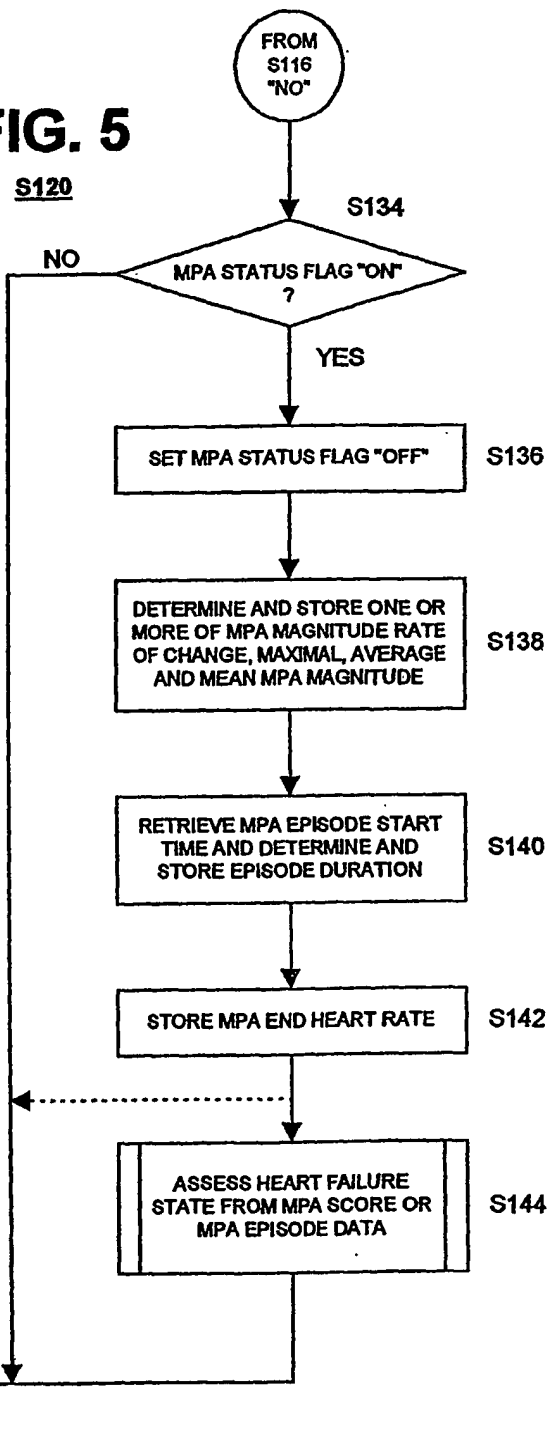 FROM
S116
"NO"
FIG. 5
S120
S134
NO
MPA STATUS FLAG "ON"
?
YES
SET MPA STATUS FLAG "OFF"
S136
DETERMINE AND STORE ONE OR
MORE OF MPA MAGNITUDE RATE
OF CHANGE, MAXIMAL, AVERAGE
AND MEAN MPA MAGNITUDE
S138
RETRIEVE MPA EPISODE START
TIME AND DETERMINE AND
STORE EPISODE DURATION
S140
STORE MPA END HEART RATE
S142
ASSESS HEART FAILURE
STATE FROM MPA SCORE OR
MPA EPISODE DATA
S144